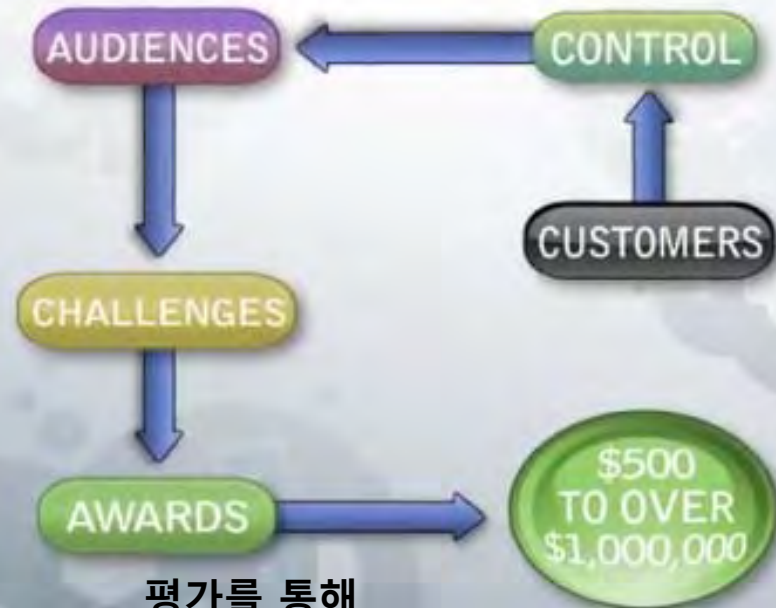 AUDIENCES
CONTROL
CUSTOMERS
CHALLENGES
AWARDS
$500
TO OVER
$1,000,000
평가를 통해